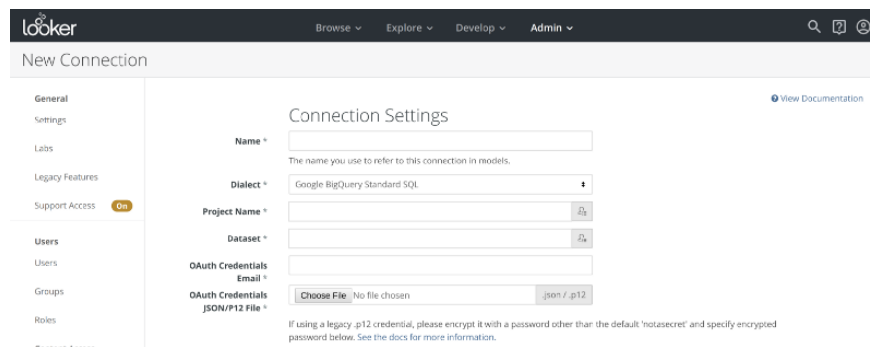 looker
Browse Explore Develop Admin
New Connection
General
Settings
Labs
Legacy Features
Support Access On
Users
Users
Groups
Roles
View Documentation
Connection Settings
Name *
The name you use to refer to this connection in models.
Dialect * Google BigQuery Standard SQL
Project Name *
Dataset *
OAuth Credentials
Email *
OAuth Credentials
JSON/P12 File * Choose File No file chosen .json / .p12
If using a legacy .p12 credential, please encrypt it with a password other than the default 'notasecret' and specify encrypted
password below. See the docs for more information.